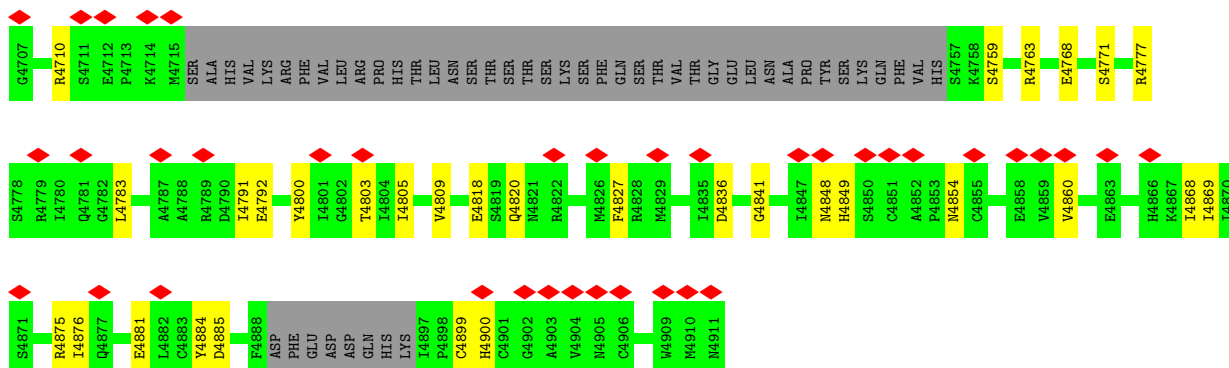 G4707 R4710 S4711 E4712 P4713 K4714 M4715 SER ALA HIS VAL LYS ARG PHE VAL LEU ARG PRO HIS THR LEU ASN SER THR SER THR SER LYS SER PHE GLN SER THR VAL THR GLY GLU LEU ASN ALA PRO TYR SER LYS GLN PHE VAL HIS S4757 K4758 S4759 R4763 E4768 S4771 R4777
S4778 R4779 I4780 Q4781 G4782 L4783 A4787 A4788 R4789 D4790 I4791 E4792 Y4800 I4801 G4802 T4803 I4804 I4805 V4809 E4818 S4819 Q4820 N4821 R4822 M4826 F4827 R4828 M4829 I4835 D4836 G4841 I4847 N4848 H4849 S4850 C4851 A4852 P4853 N4854 C4855 E4858 V4859 V4860 E4863 H4866 K4867 I4868 I4869 I4870
S4871 R4875 I4876 Q4877 E4881 L4882 C4883 Y4884 D4885 F4888 ASP PHE GLU ASP ASP GLN HIS LYS I4897 P4898 C4899 H4900 C4901 G4902 A4903 V4904 N4905 C4906 W4909 M4910 N4911